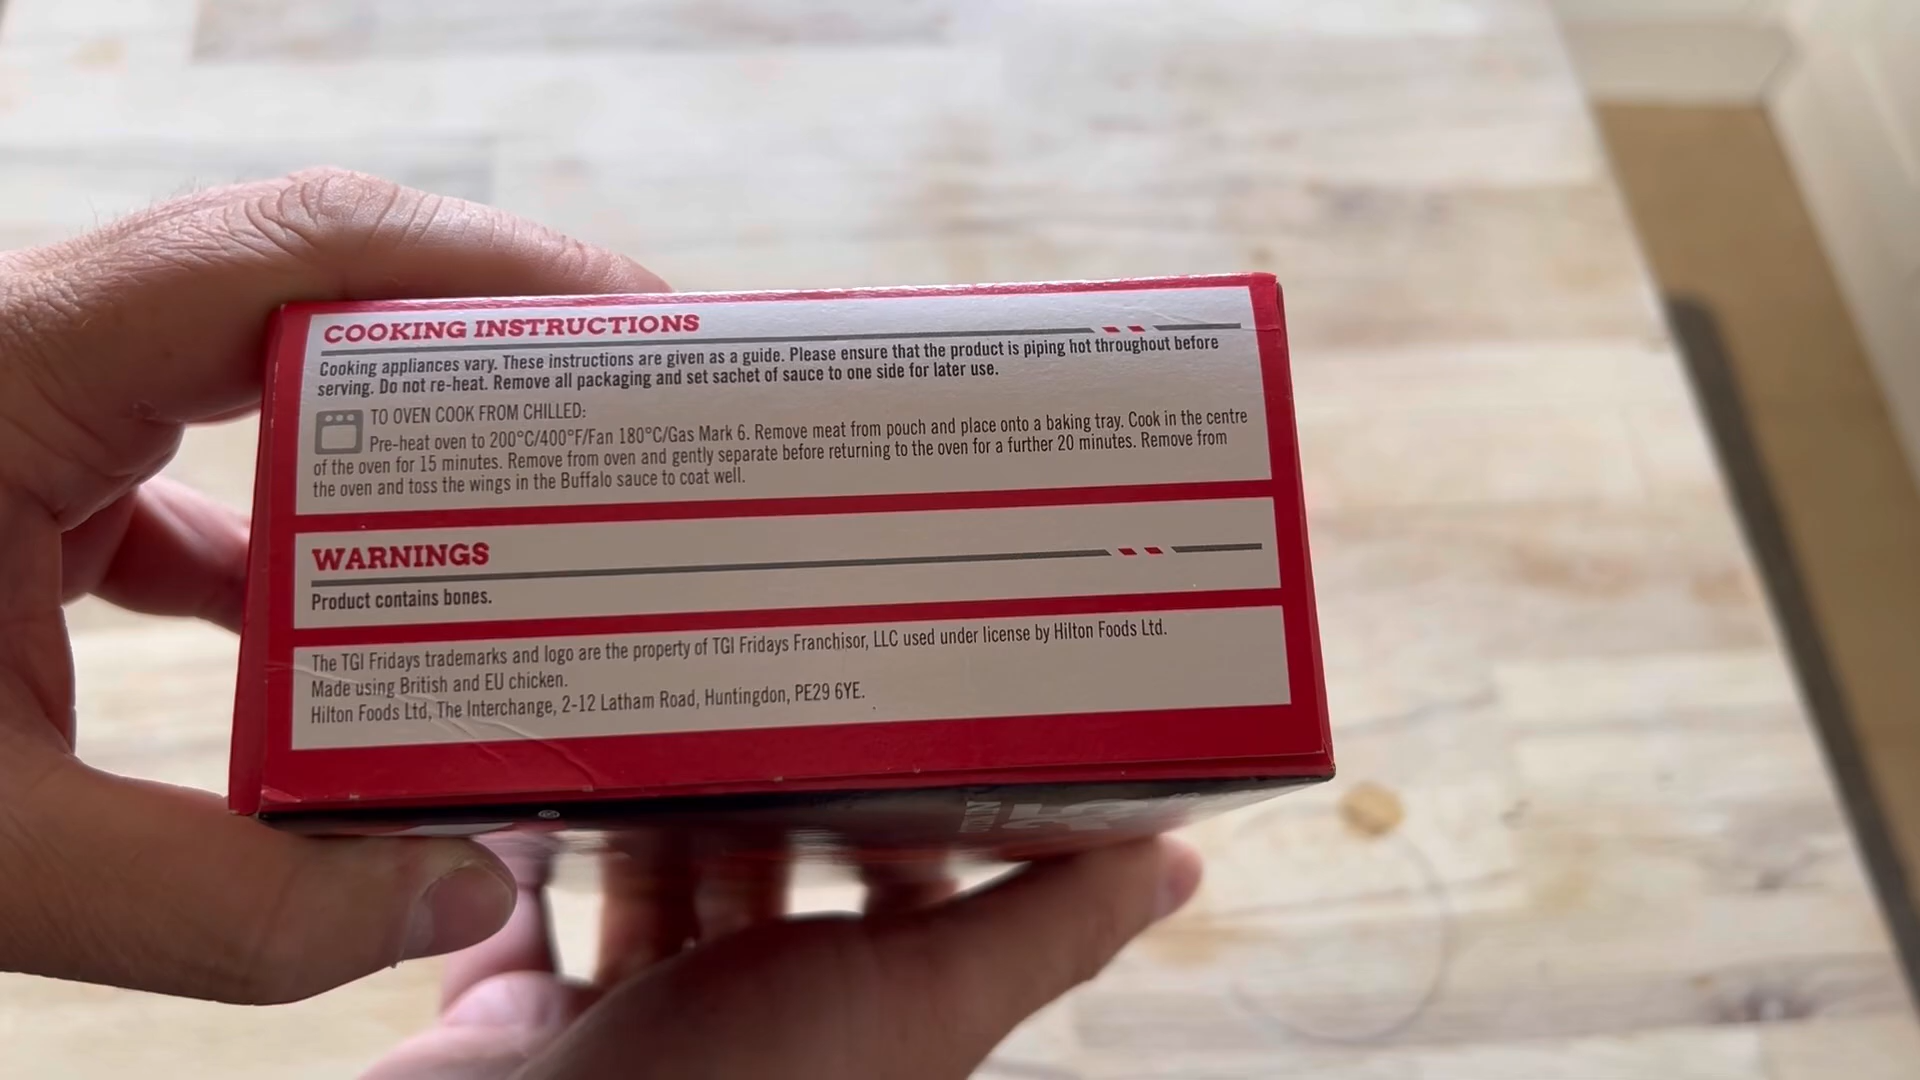 COOKING INSTRUCTIONS
Cooking appliances vary. These instructions are given as a guide. Please ensure that the product is piping hot throughout before
serving. Do not re-heat. Remove all packaging and set sachet of sauce to one side for later use.
TO OVEN COOK FROM CHILLED:
Pre-heat oven to 200°C/400°F/Fan 180°C/Gas Mark 6. Remove meat from pouch and place onto a baking tray. Cook in the centre
of the oven for 15 minutes. Remove from oven and gently separate before returning to the oven for a further 20 minutes. Remove from
the oven and toss the wings in the Buffalo sauce to coat well.
WARNINGS
Product contains bones.
The TGI Fridays trademarks and logo are the property of TGI Fridays Franchisor, LLC used under license by Hilton Foods Ltd.
Made using British and EU chicken.
Hilton Foods Ltd, The Interchange, 2-12 Latham Road, Huntingdon, PE29 6YE.